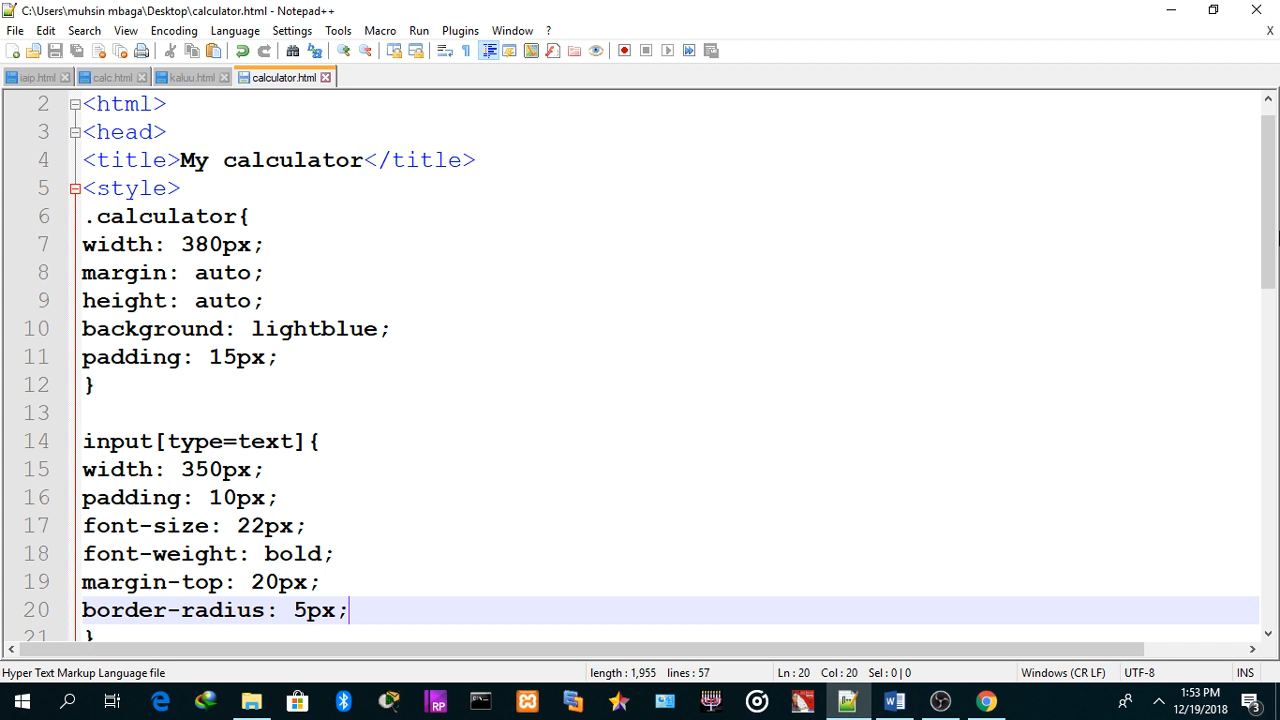 C:\Users\muhsin mbaga\Desktop\calculator.html - Notepad++
File Edit Search View Encoding Language Settings Tools Macro Run Plugins Window ? X
iaip.html calc.html kaluu.html calculator.html
2 <html>
3 <head>
4 <title>My calculator</title>
5 <style>
6 .calculator{
7 width: 380px;
8 margin: auto;
9 height: auto;
10 background: lightblue;
11 padding: 15px;
12 }
13
14 input[type=text]{
15 width: 350px;
16 padding: 10px;
17 font-size: 22px;
18 font-weight: bold;
19 margin-top: 20px;
20 border-radius: 5px;
21 }
Hyper Text Markup Language file length : 1,955 lines : 57 Ln : 20 Col : 20 Sel : 0 | 0 Windows (CR LF) UTF-8 INS
RP
1:53 PM
12/19/2018
3